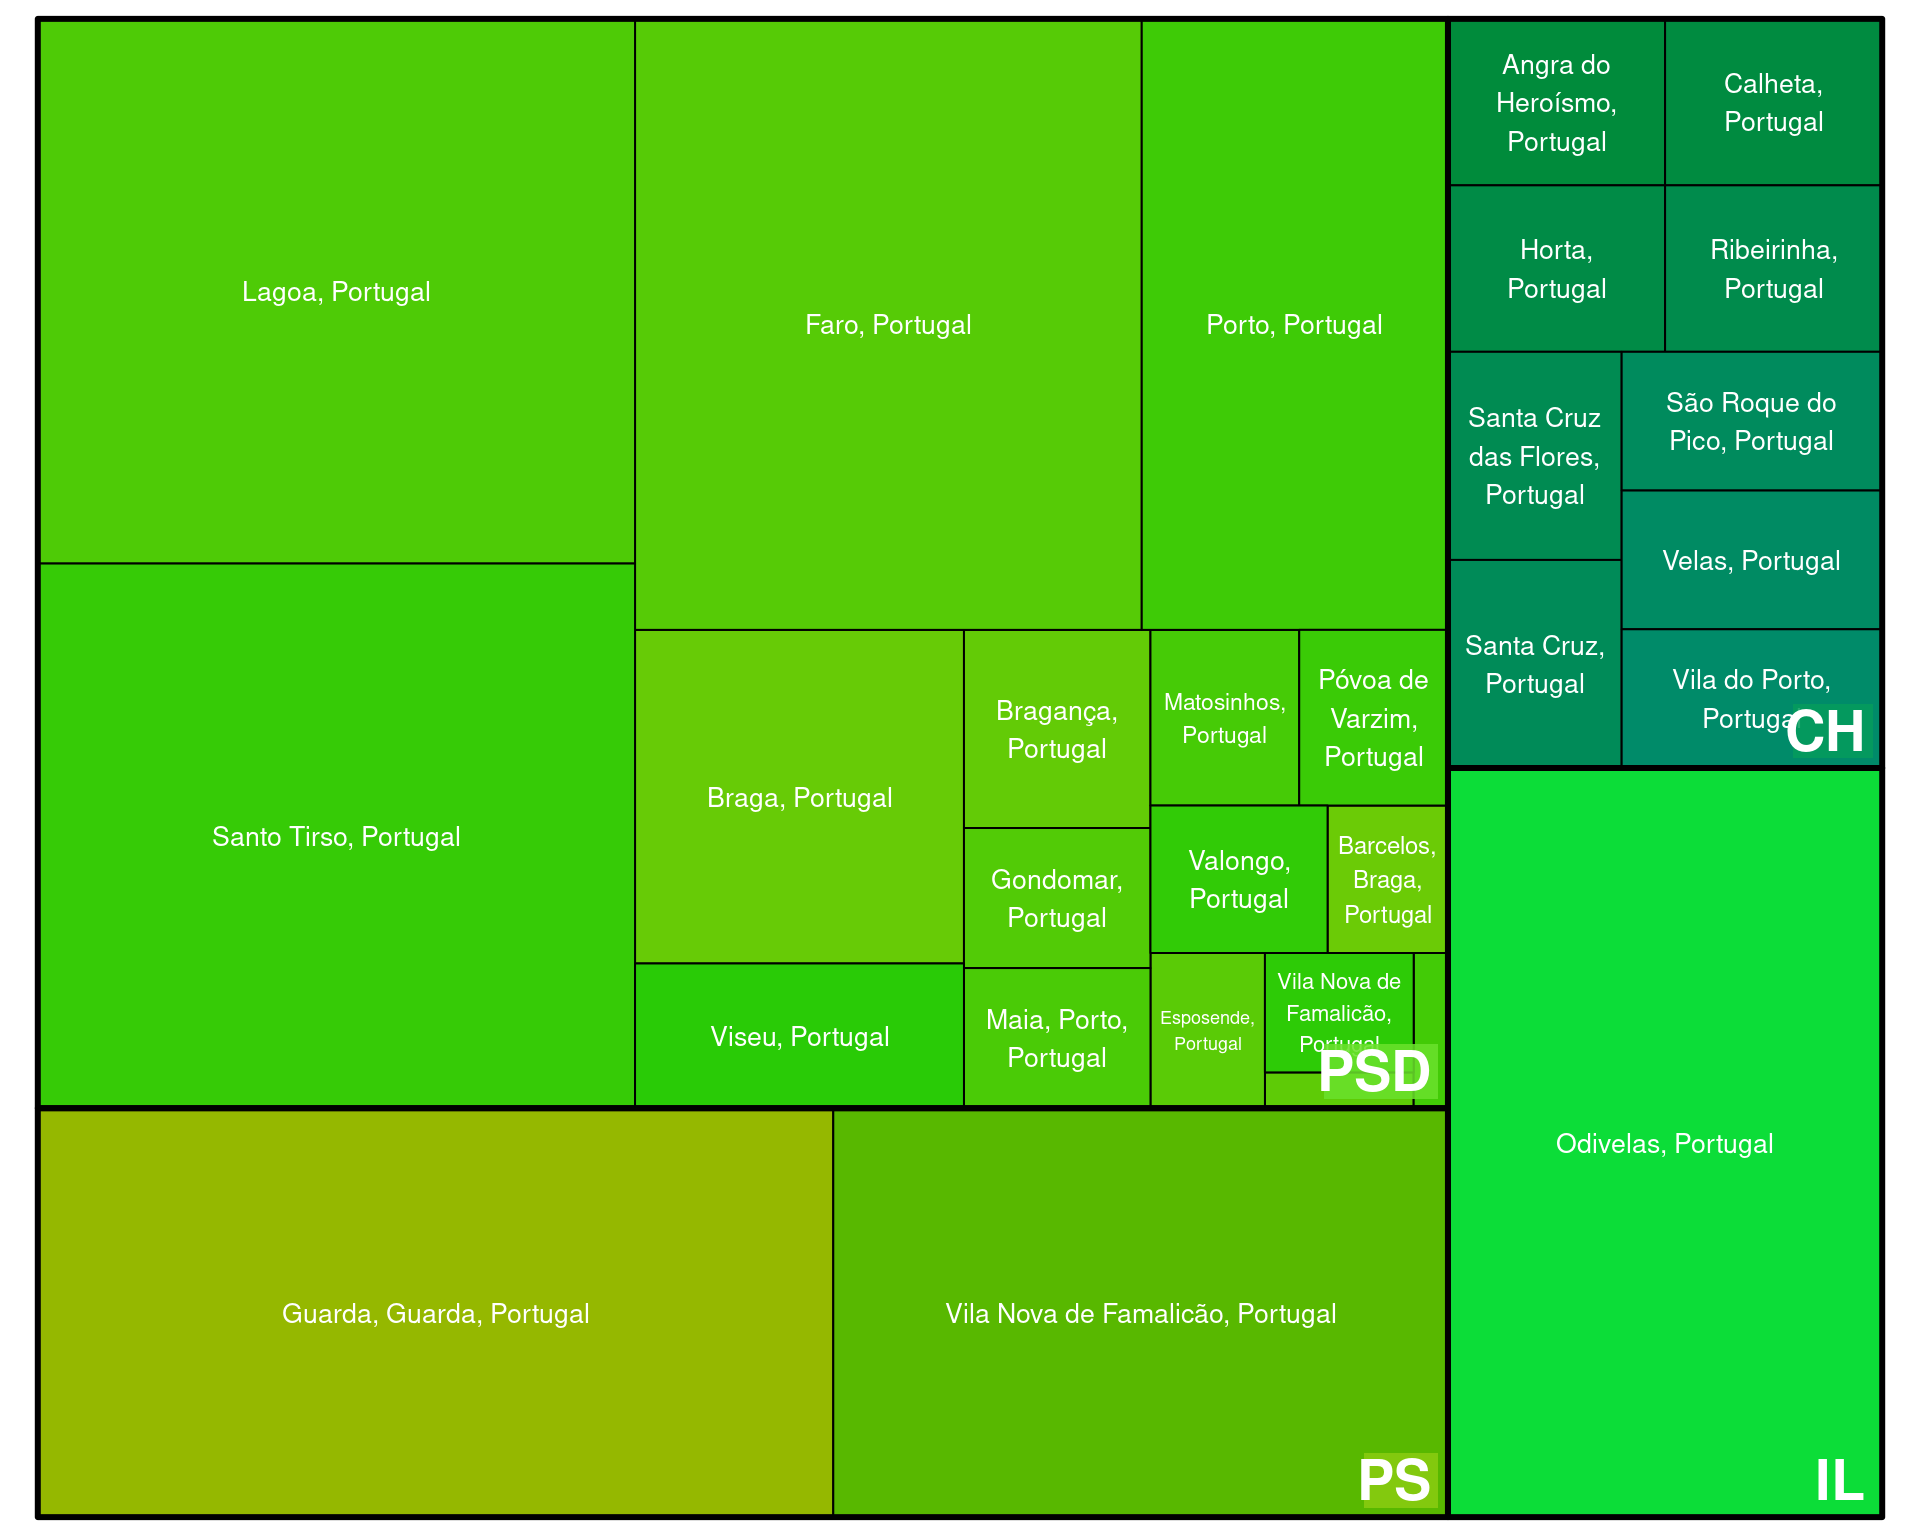 Lagoa, Portugal
Faro, Portugal
Porto, Portugal
Santo Tirso, Portugal
Braga, Portugal
Bragança,
Portugal
Matosinhos,
Portugal
Póvoa de
Varzim,
Portugal
Gondomar,
Portugal
Valongo,
Portugal
Barcelos,
Braga,
Portugal
Viseu, Portugal
Maia, Porto,
Portugal
Esposende,
Portugal
Vila Nova de
Famalicão,
Portugal
PSD
Guarda, Guarda, Portugal
Vila Nova de Famalicão, Portugal
PS
Angra do
Heroísmo,
Portugal
Calheta,
Portugal
Horta,
Portugal
Ribeirinha,
Portugal
Santa Cruz
das Flores,
Portugal
São Roque do
Pico, Portugal
Velas, Portugal
Santa Cruz,
Portugal
Vila do Porto,
Portugal
CH
Odivelas, Portugal
IL